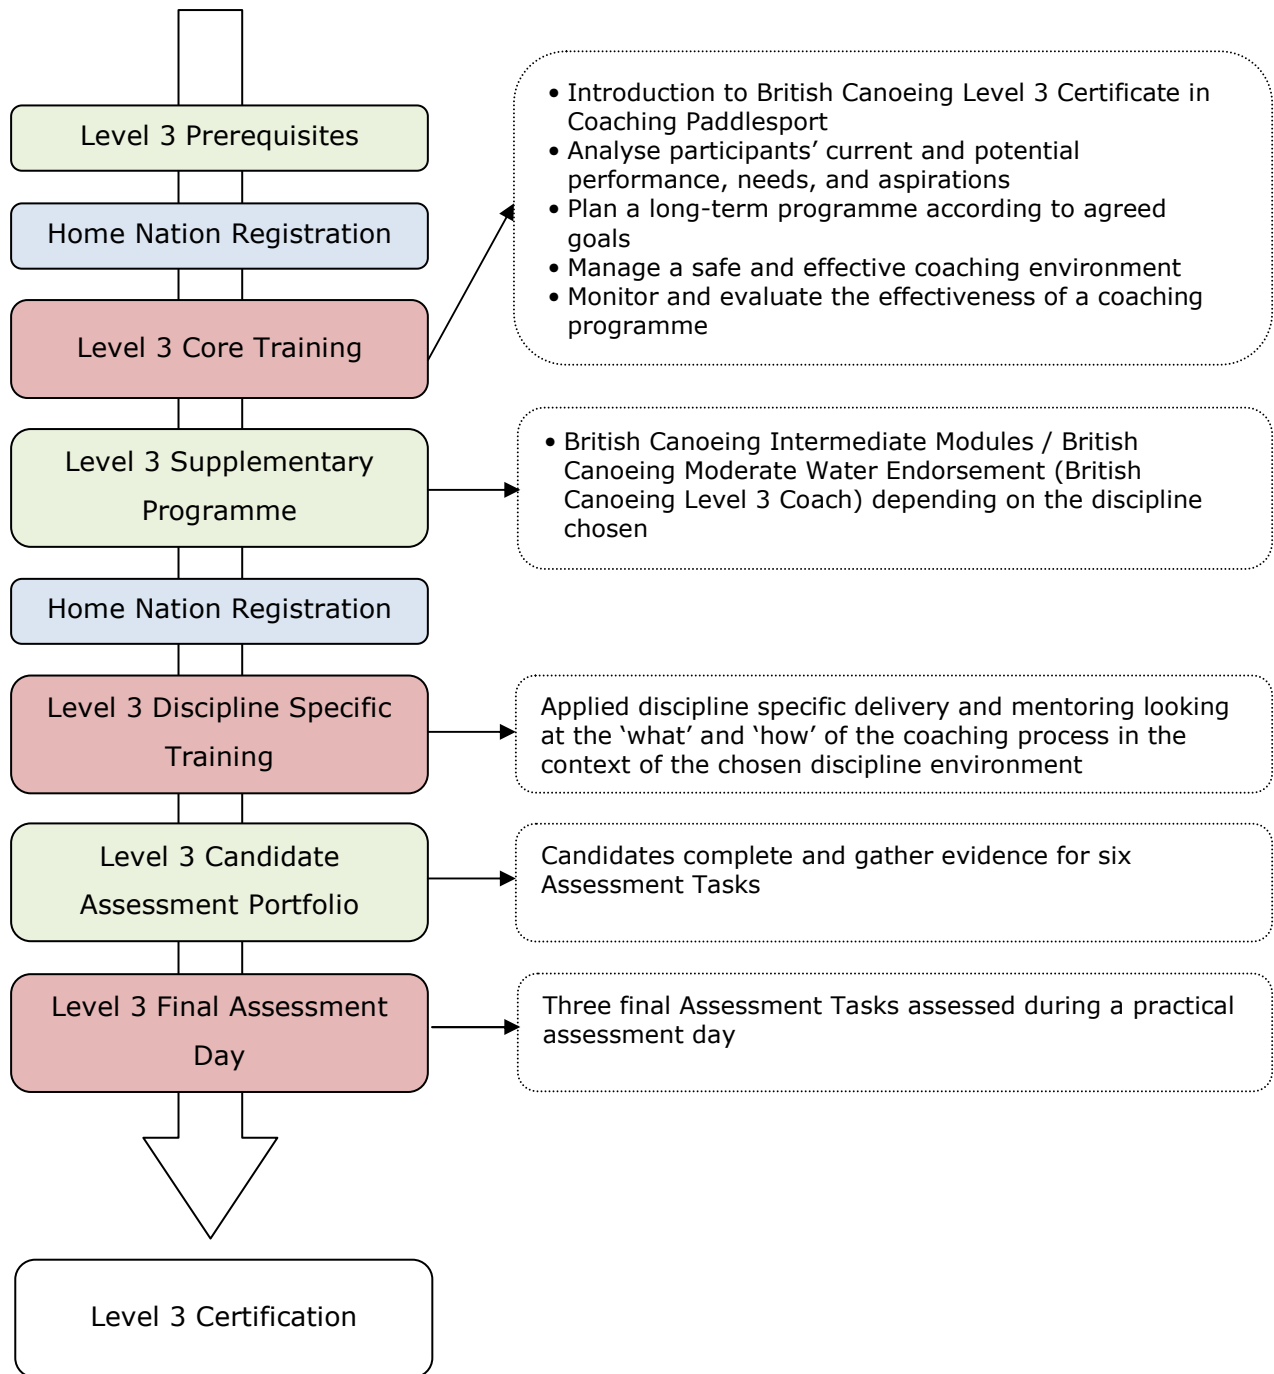 Level 3 Prerequisites
Home Nation Registration
Level 3 Core Training
• Introduction to British Canoeing Level 3 Certificate in
Coaching Paddlesport
• Analyse participants’ current and potential
performance, needs, and aspirations
• Plan a long-term programme according to agreed
goals
• Manage a safe and effective coaching environment
• Monitor and evaluate the effectiveness of a coaching
programme
Level 3 Supplementary
Programme
• British Canoeing Intermediate Modules / British
Canoeing Moderate Water Endorsement (British
Canoeing Level 3 Coach) depending on the discipline
chosen
Home Nation Registration
Level 3 Discipline Specific
Training
Applied discipline specific delivery and mentoring looking
at the ‘what’ and ‘how’ of the coaching process in the
context of the chosen discipline environment
Level 3 Candidate
Assessment Portfolio
Candidates complete and gather evidence for six
Assessment Tasks
Level 3 Final Assessment
Day
Three final Assessment Tasks assessed during a practical
assessment day
Level 3 Certification